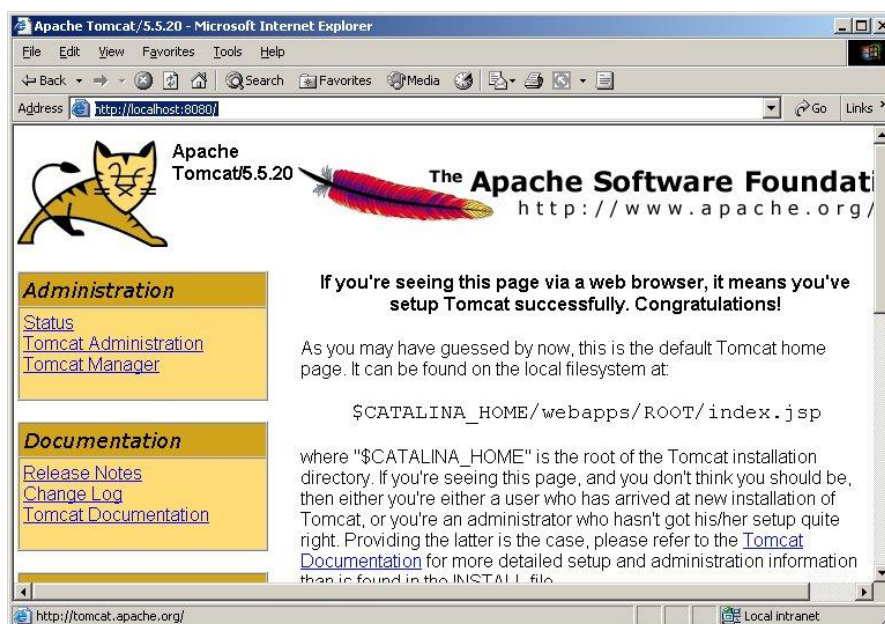 Apache Tomcat/5.5.20 - Microsoft Internet Explorer
File Edit View Favorites Tools Help
Back Search Favorites Media
Address http://localhost:8080/ Go Links
Apache
Tomcat/5.5.20
The Apache Software Foundati
http://www.apache.org/
Administration
Status
Tomcat Administration
Tomcat Manager
Documentation
Release Notes
Change Log
Tomcat Documentation
If you're seeing this page via a web browser, it means you've
setup Tomcat successfully. Congratulations!
As you may have guessed by now, this is the default Tomcat home
page. It can be found on the local filesystem at:
$CATALINA_HOME/webapps/ROOT/index.jsp
where "$CATALINA_HOME" is the root of the Tomcat installation
directory. If you're seeing this page, and you don't think you should be,
then either you're either a user who has arrived at new installation of
Tomcat, or you're an administrator who hasn't got his/her setup quite
right. Providing the latter is the case, please refer to the Tomcat
Documentation for more detailed setup and administration information
than is found in the INSTALL file.
http://tomcat.apache.org/ Local intranet